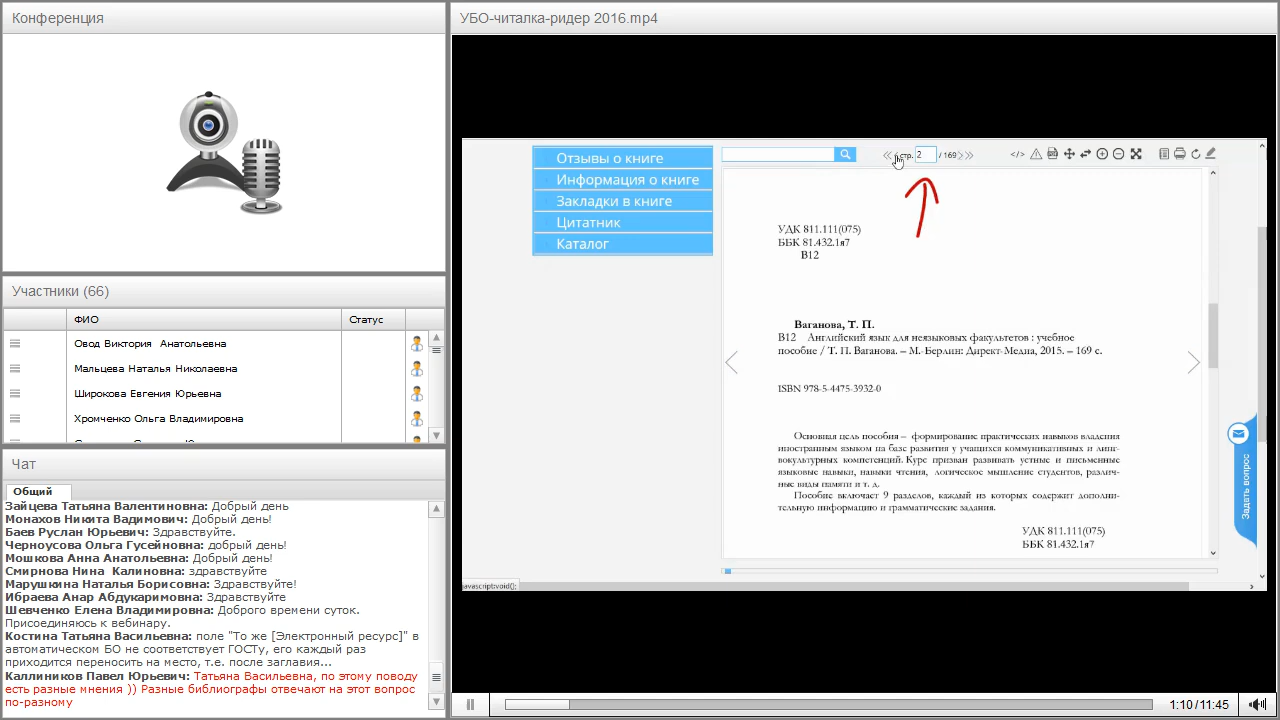 Конференция
УБО-читалка-ридер 2016.mp4
Участники (66)
ФИО
Статус
Овод Виктория Анатольевна
Мальцева Наталья Николаевна
Широкова Евгения Юрьевна
Хромченко Ольга Владимировна
Чат
Общий
Зайцева Татьяна Валентиновна: Добрый день
Монахов Никита Вадимович: Добрый день!
Баев Руслан Юрьевич: Здравствуйте.
Черноусова Ольга Гусейновна: добрый день!
Мошкова Анна Анатольевна: Добрый день!
Смирнова Нина Калиновна: здравствуйте
Марушкина Наталья Борисовна: Здравствуйте!
Ибраева Анар Абдукаримовна: Здравствуйте
Шевченко Елена Владимировна: Доброго времени суток.
Присоединяюсь к вебинару.
Костина Татьяна Васильевна: поле "То же [Электронный ресурс]" в
автоматическом БО не соответствует ГОСТу, его каждый раз
приходится переносить на место, т.е. после заглавия...
Каллиников Павел Юрьевич: Татьяна Васильевна, по этому поводу
есть разные мнения )) Разные библиографы отвечают на этот вопрос
по-разному
Отзывы о книге
Информация о книге
Закладки в книге
Цитатник
Каталог
стр. 2 / 169
УДК 811.111(075)
ББК 81.432.1я7
В12
Ваганова, Т. П.
В12 Английский язык для неязыковых факультетов : учебное
пособие / Т. П. Ваганова. – М.-Берлин: Директ-Медиа, 2015. – 169 с.
ISBN 978-5-4475-3932-0
Основная цель пособия – формирование практических навыков владения
иностранным языком на базе развития у учащихся коммуникативных и линг-
вокультурных компетенций. Курс призван развивать устные и письменные
языковые навыки, навыки чтения, логическое мышление студентов, различ-
ные виды памяти и т. д.
Пособие включает 9 разделов, каждый из которых содержит дополни-
тельную информацию и грамматические задания.
УДК 811.111(075)
ББК 81.432.1я7
Задать вопрос
javascript:void();
1:10 / 11:45